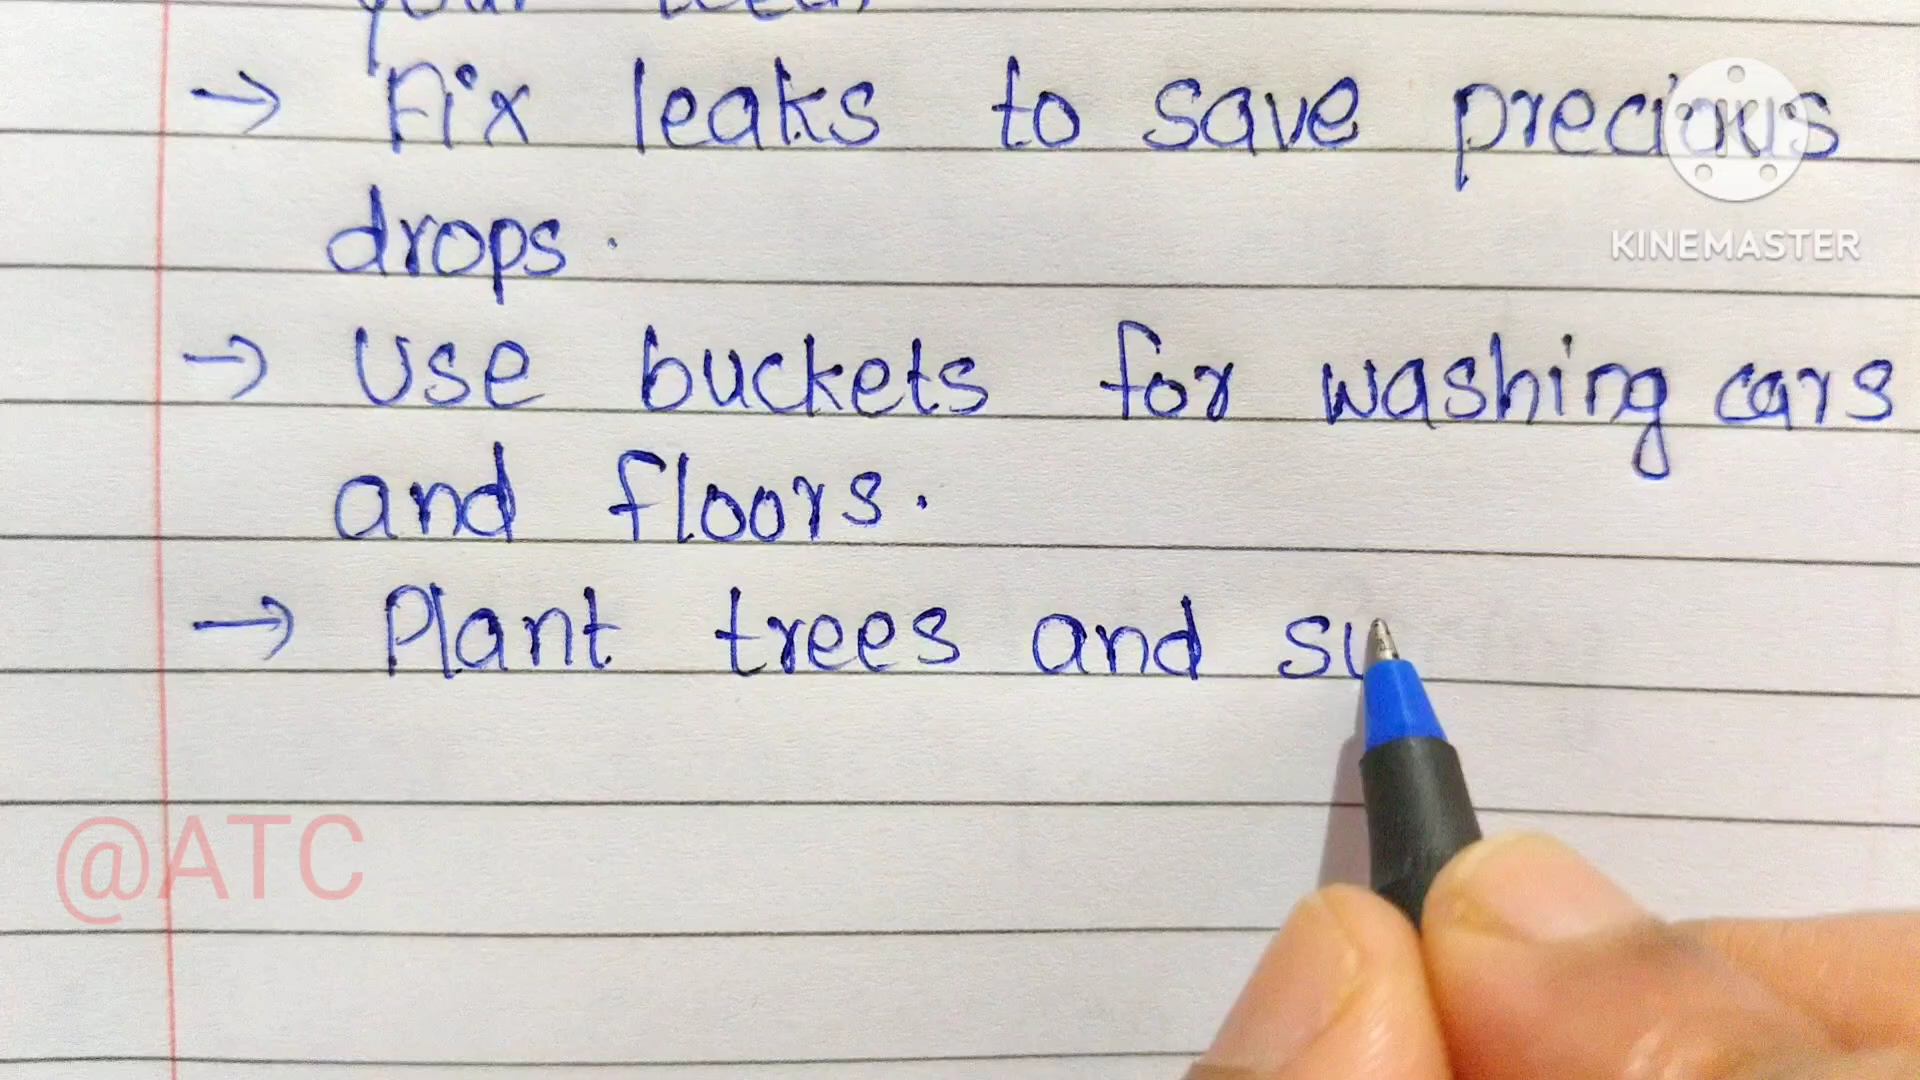 → Fix leaks to save precious
drops.
→ Use buckets for washing cars
and floors.
→ Plant trees and su
KINEMASTER
@ATC